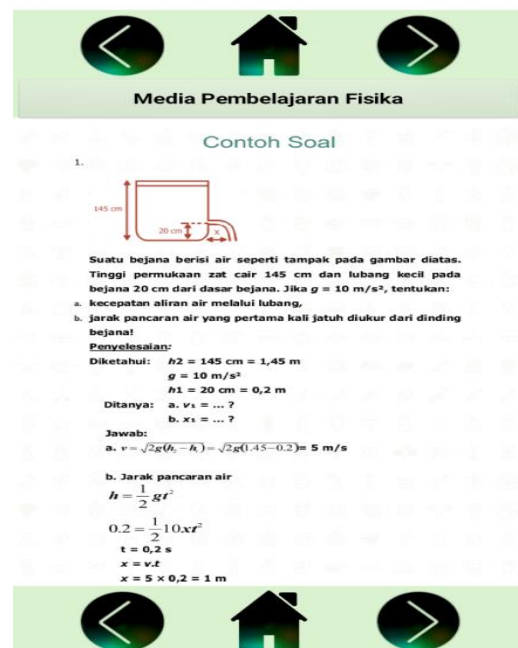 Media Pembelajaran Fisika
Contoh Soal
1.
145 cm
20 cm
x
Suatu bejana berisi air seperti tampak pada gambar diatas.
Tinggi permukaan zat cair 145 cm dan lubang kecil pada
bejana 20 cm dari dasar bejana. Jika g = 10 m/s², tentukan:
a. kecepatan aliran air melalui lubang,
b. jarak pancaran air yang pertama kali jatuh diukur dari dinding
bejana!
Penyelesaian:
Diketahui: h2 = 145 cm = 1,45 m
g = 10 m/s²
h1 = 20 cm = 0,2 m
Ditanya: a. v₁ = ... ?
b. x₁ = ... ?
Jawab:
a. v = √2g(h₂ − h₁) = √2g(1.45−0.2)= 5 m/s
b. Jarak pancaran air
h = 1/2 gt²
0.2 = 1/2 10xt²
t = 0,2 s
x = v.t
x = 5 × 0,2 = 1 m